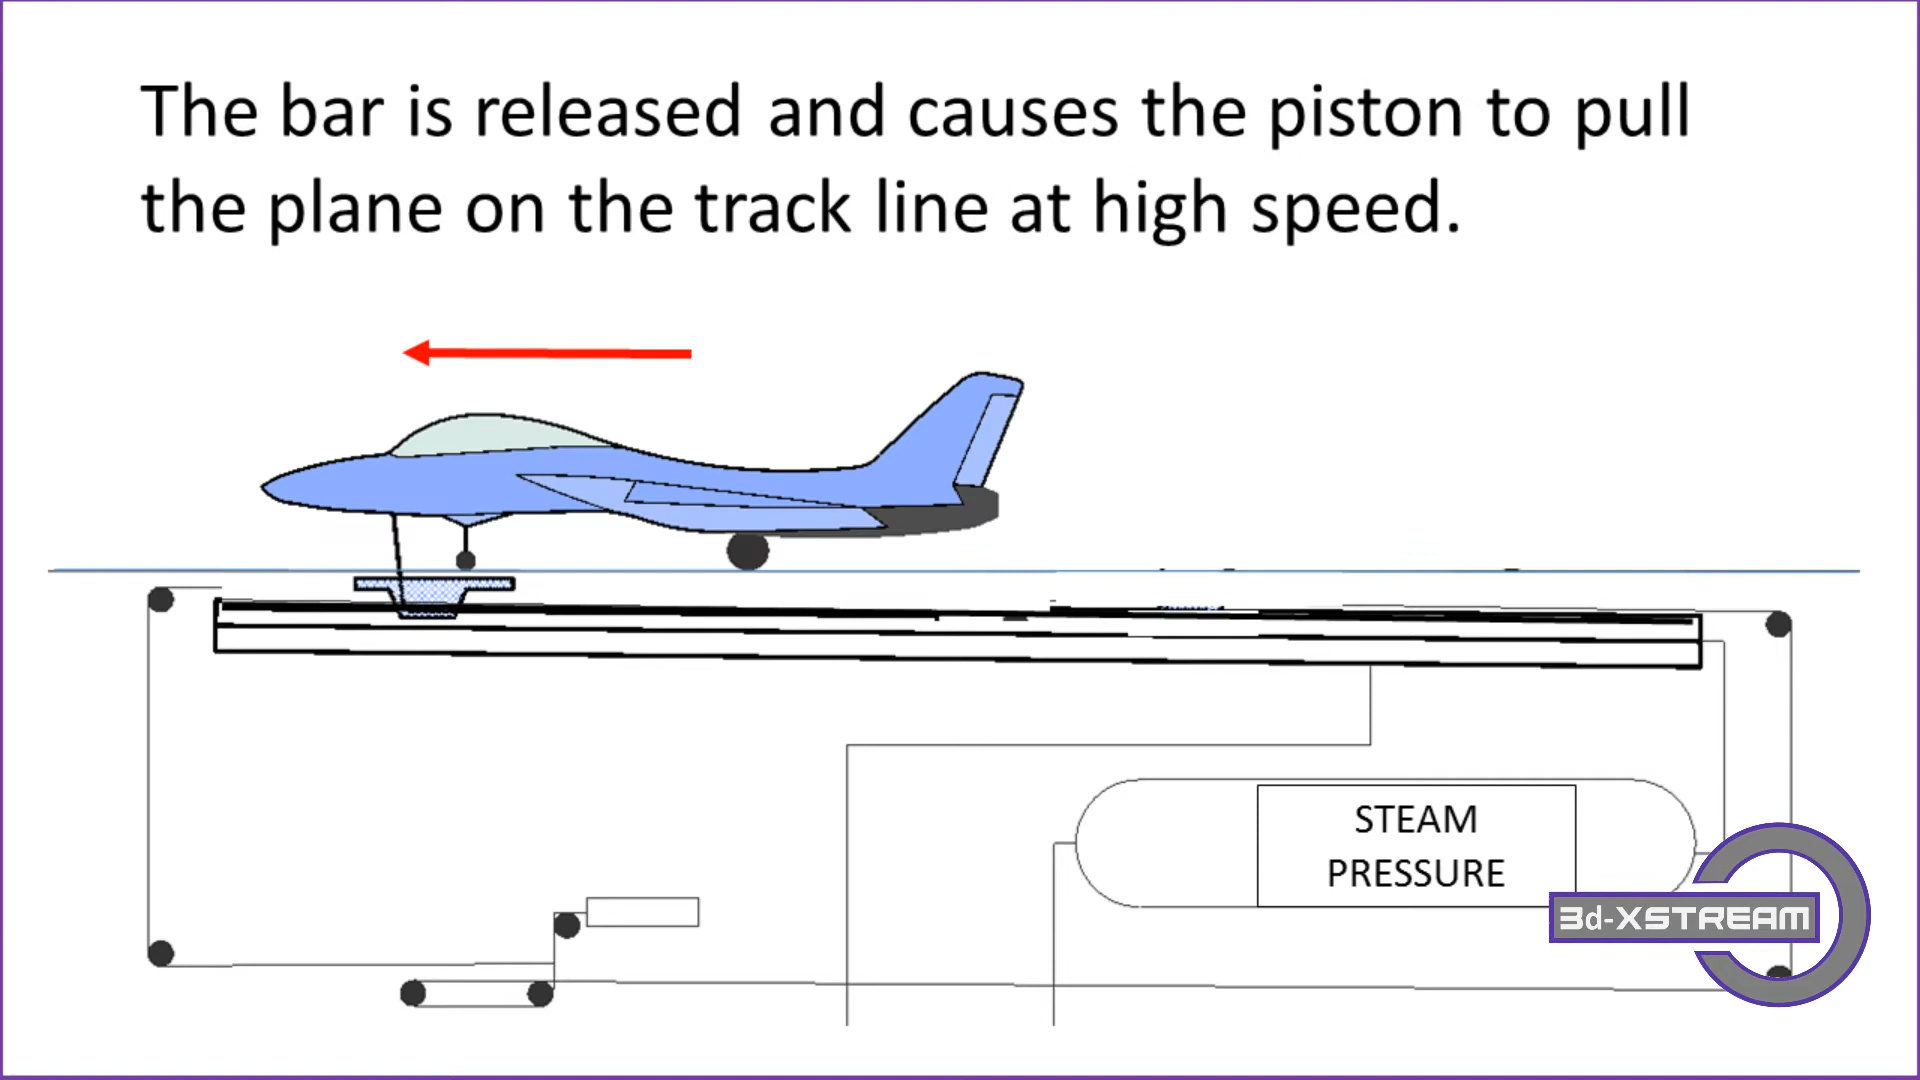 The bar is released and causes the piston to pull
the plane on the track line at high speed.
STEAM
PRESSURE
3d-XSTREAM